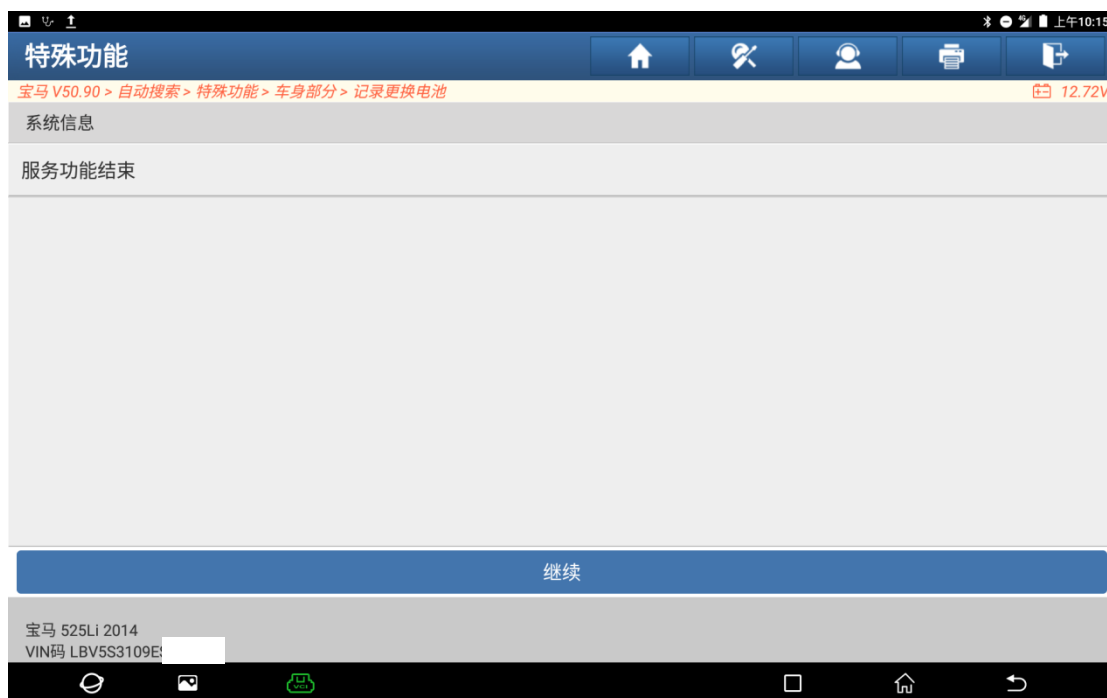 上午10:15
特殊功能
宝马 V50.90 > 自动搜索 > 特殊功能 > 车身部分 > 记录更换电池
12.72V
系统信息
服务功能结束
继续
宝马 525Li 2014
VIN码 LBV5S3109E
VCI